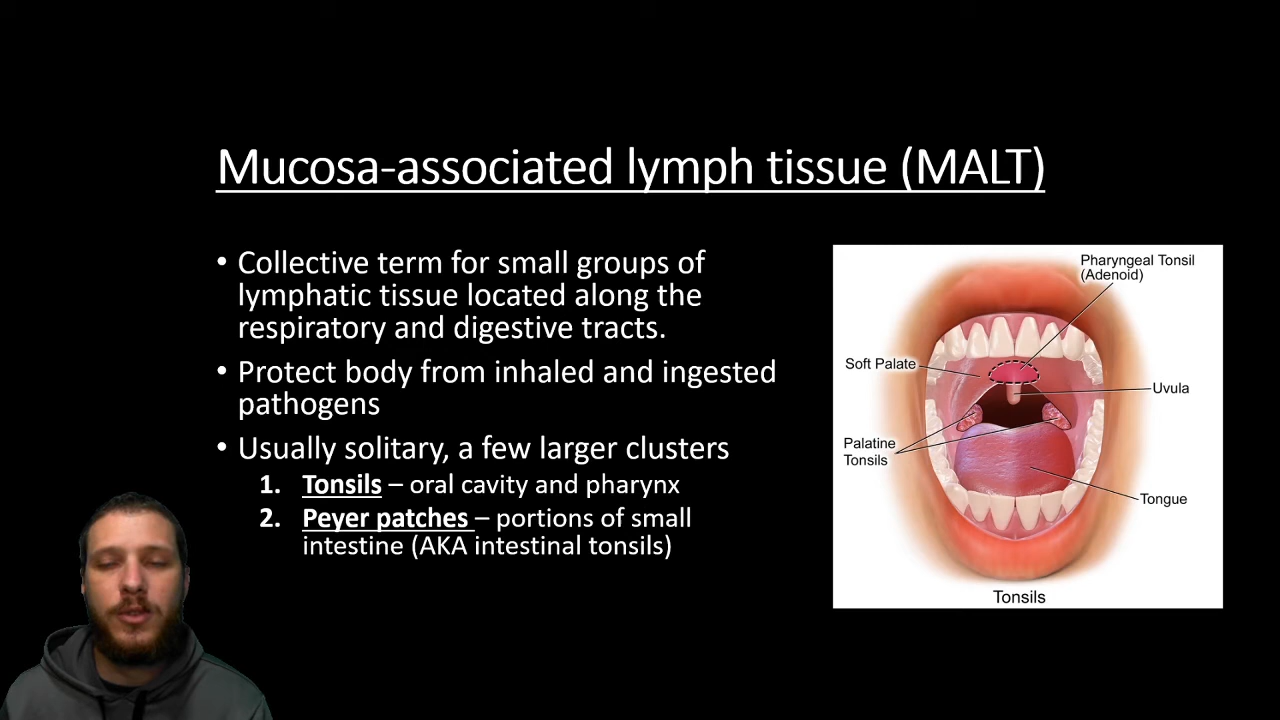 Mucosa-associated lymph tissue (MALT)
• Collective term for small groups of
lymphatic tissue located along the
respiratory and digestive tracts.
• Protect body from inhaled and ingested
pathogens
• Usually solitary, a few larger clusters
1. Tonsils – oral cavity and pharynx
2. Peyer patches – portions of small
intestine (AKA intestinal tonsils)
Pharyngeal Tonsil
(Adenoid)
Soft Palate
Uvula
Palatine
Tonsils
Tongue
Tonsils